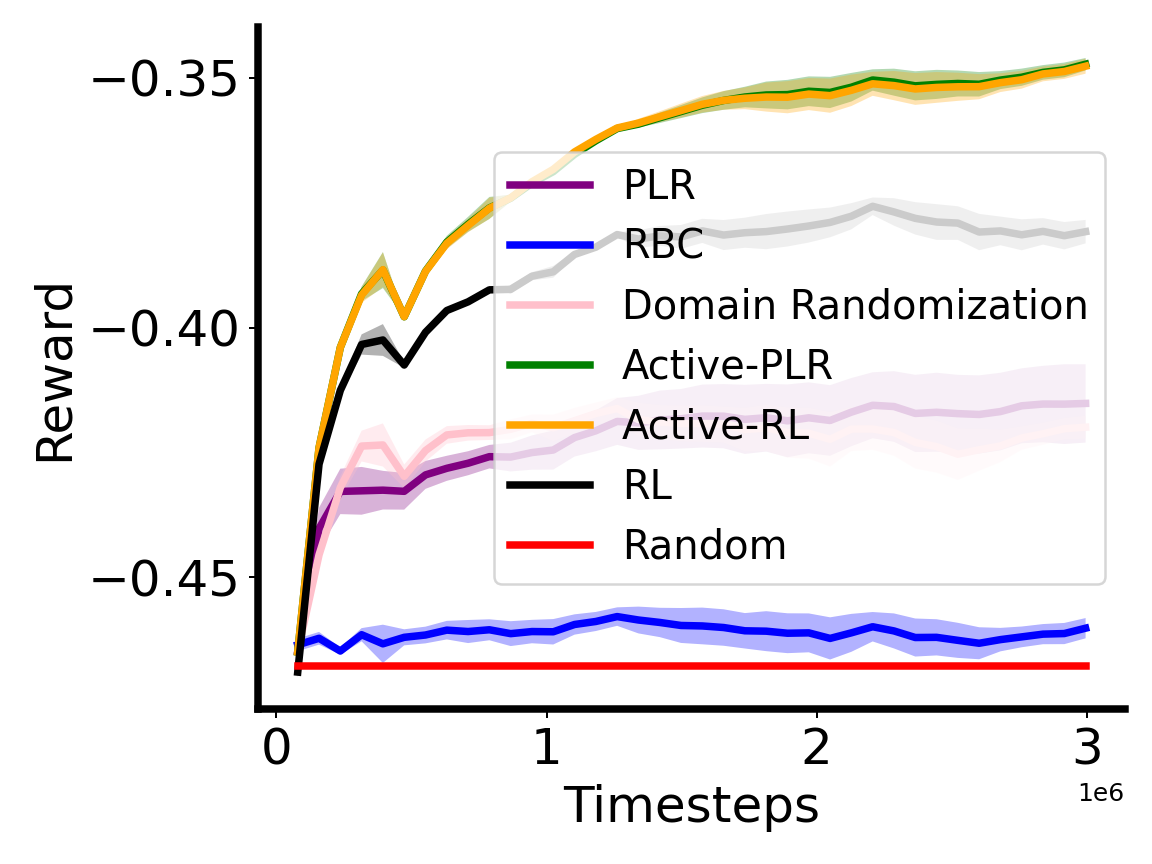 −0.35
−0.40
−0.45
Reward
PLR
RBC
Domain Randomization
Active-PLR
Active-RL
RL
Random
0
1
2
3
1e6
Timesteps